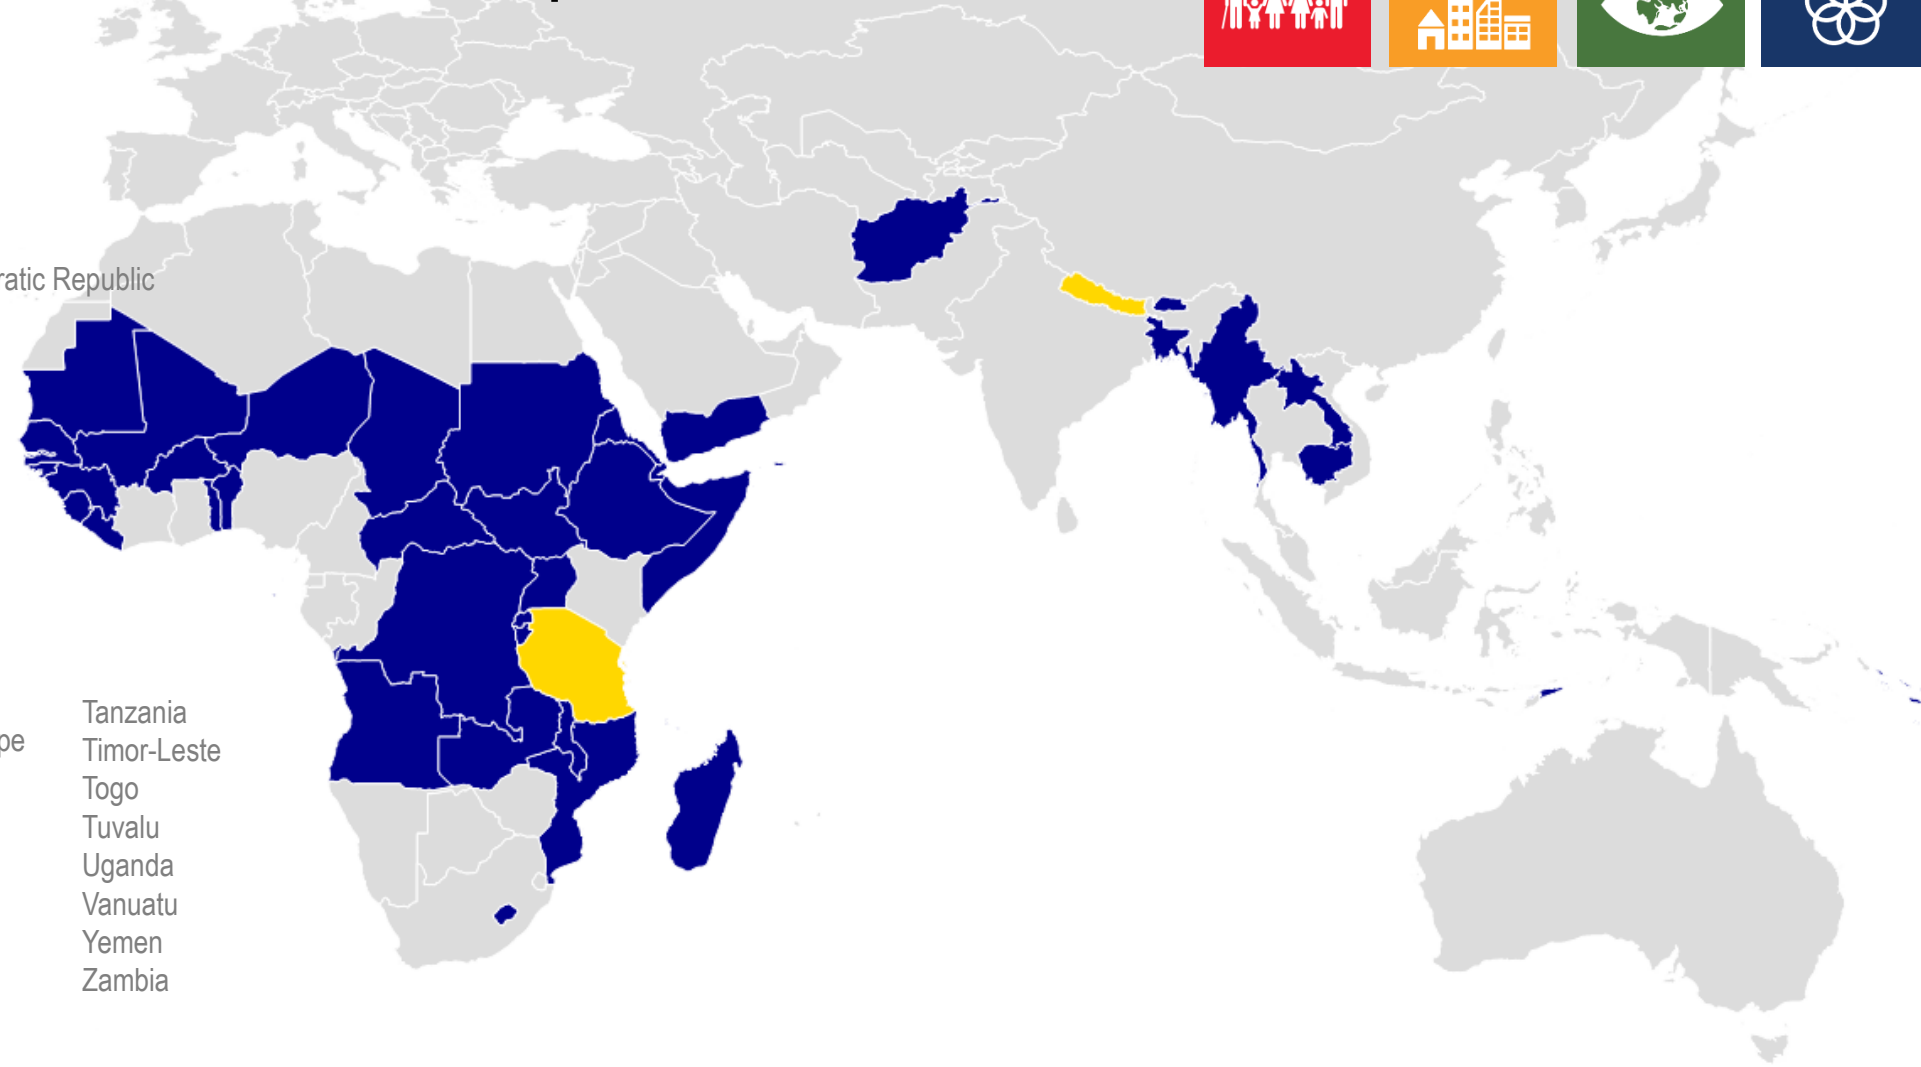 ratic Republic
pe
Tanzania
Timor-Leste
Togo
Tuvalu
Uganda
Vanuatu
Yemen
Zambia